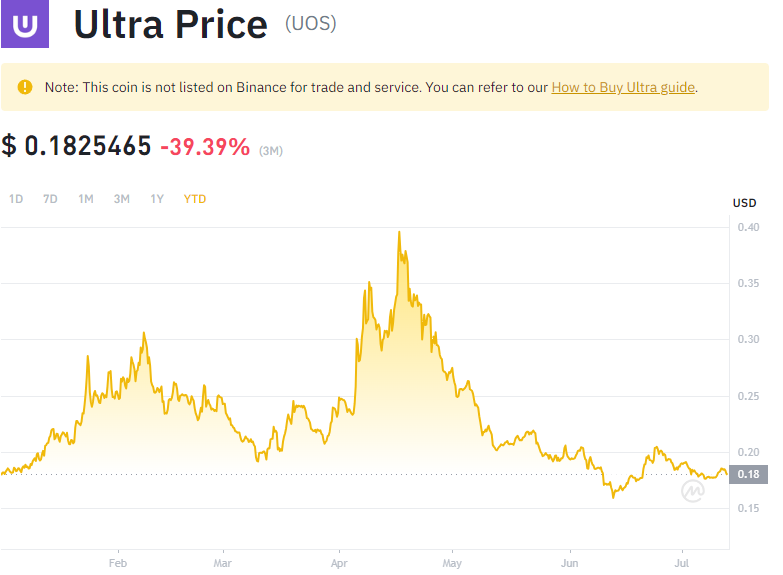 Ultra Price (UOS)
Note: This coin is not listed on Binance for trade and service. You can refer to our How to Buy Ultra guide.
$ 0.1825465 -39.39% (3M)
1D 7D 1M 3M 1Y YTD
USD
0.40
0.35
0.30
0.25
0.20
0.18
0.15
Feb Mar Apr May Jun Jul